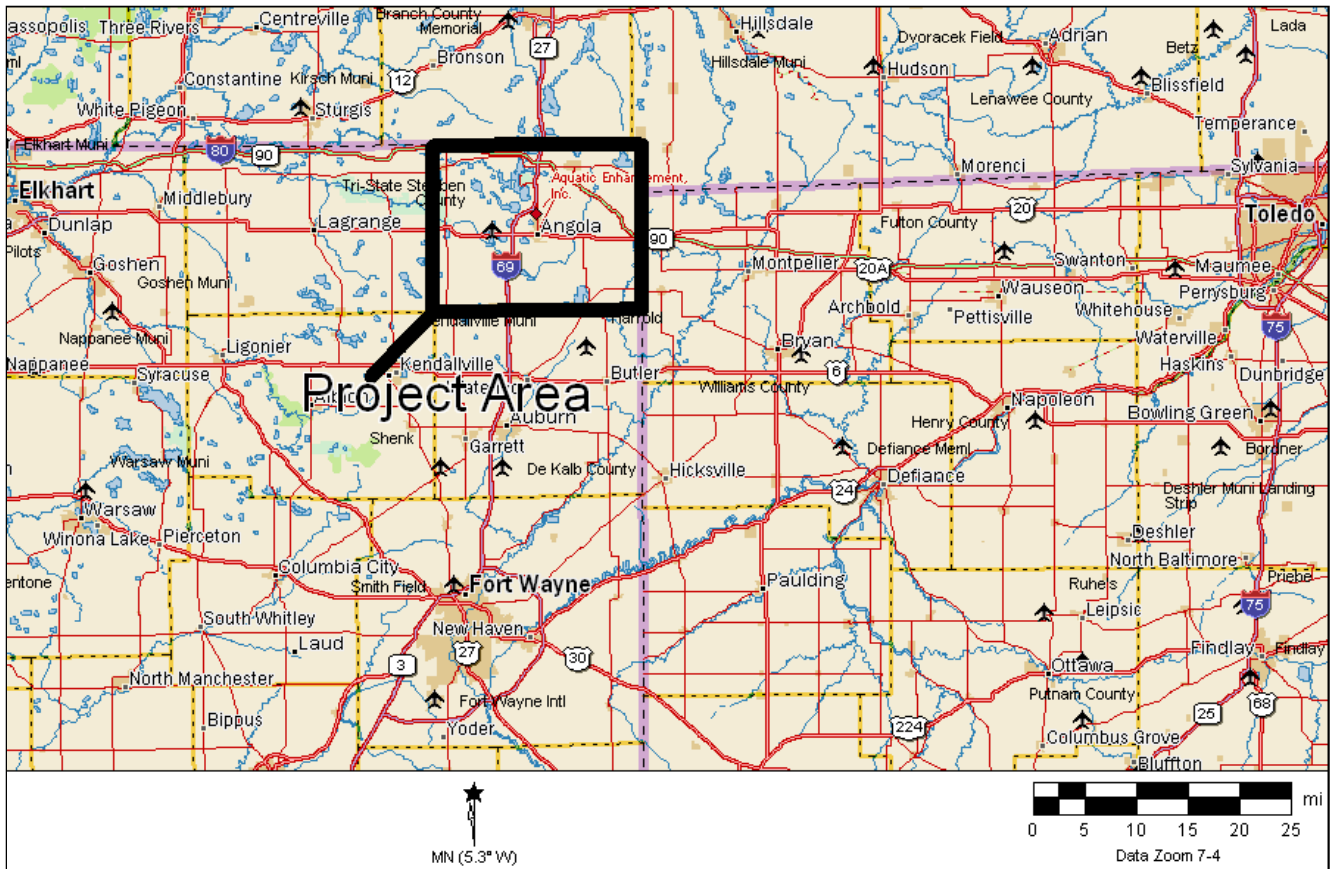 assopolis
Three Rivers
Centreville
Branch County
Memorial
27
Hillsdale
Dvoracek Field
Adrian
Betz
Lada
Bronson
12
Kirsch Muni
Constantine
Hillsdale Muni
Hudson
Blissfield
Lenawee County
White Pigeon
Sturgis
Temperance
Elkhart Muni
80
90
Morenci
Sylvania
Aquatic Enhancement,
Inc.
Tri-State Steuben
County
Elkhart
Middlebury
Lagrange
Angola
Fulton County
20
Toledo
Dunlap
90
Pilots
Goshen
Goshen Muni
69
Montpelier
20A
Swanton
Maumee
Perrysburg
Archbold
Wauseon
Pettisville
Whitehouse
75
Nappanee Muni
Kendallville Muni
Waterville
Ligonier
Bryan
Haskins
Nappanee
Kendallville
Butler
6
Dunbridge
Syracuse
Williams County
Project Area
Napoleon
Bowling Green
Auburn
Henry County
Shenk
Garrett
Defiance Meml
Bordner
Warsaw Muni
De Kalb County
Hicksville
Defiance
24
Deshler Muni Landing
Strip
Warsaw
Winona Lake
Pierceton
Deshler
North Baltimore
Columbia City
Smith Field
Fort Wayne
Paulding
Ruhe's
Priebe
entone
Leipsic
75
South Whitley
New Haven
Laud
27
30
3
Findlay
Findlay
Ottawa
North Manchester
Putnam County
Fort Wayne Intl
25
68
Bippus
Yoder
224
Columbus Grove
Bluffton
MN (5.3° W)
mi
0 5 10 15 20 25
Data Zoom 7-4